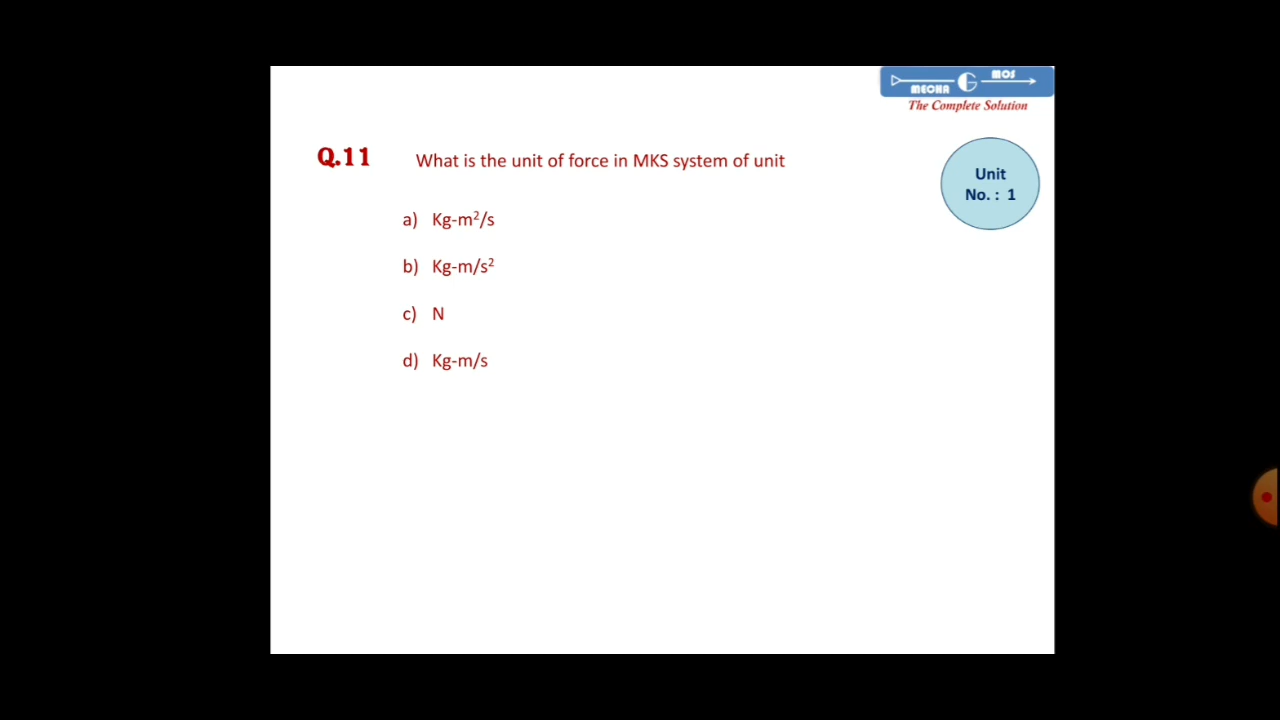 MECHA G MOS
The Complete Solution
Q.11 What is the unit of force in MKS system of unit
Unit
No. : 1
a) Kg-m²/s
b) Kg-m/s²
c) N
d) Kg-m/s